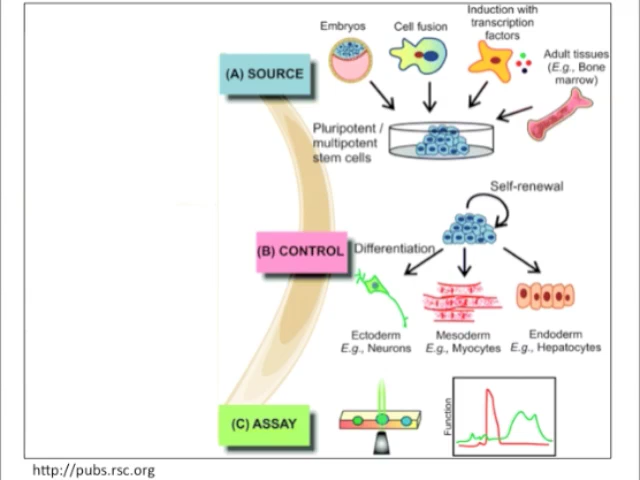 Embryos
Cell fusion
Induction with
transcription
factors
Adult tissues
(E.g., Bone
marrow)
(A) SOURCE
Pluripotent /
multipotent
stem cells
Self-renewal
(B) CONTROL
Differentiation
Ectoderm
E.g., Neurons
Mesoderm
E.g., Myocytes
Endoderm
E.g., Hepatocytes
(C) ASSAY
Function
http://pubs.rsc.org